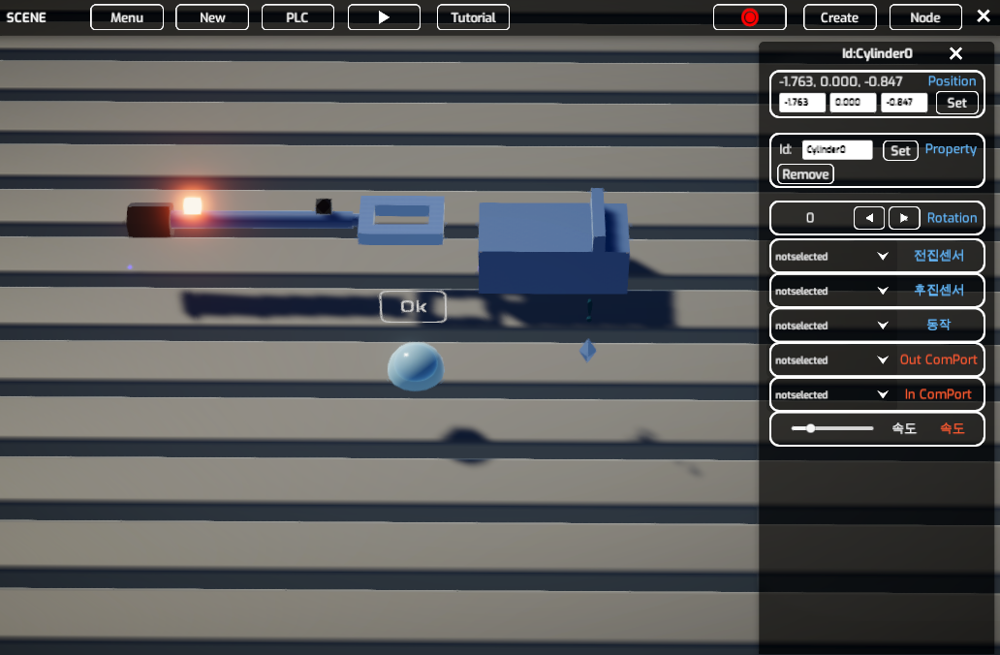 SCENE
Menu
New
PLC
Tutorial
Create
Node
Id:Cylinder0
-1.763, 0.000, -0.847
Position
-1.763
0.000
-0.847
Set
Id:
Cylinder0
Set
Property
Remove
0
Rotation
notselected
전진센서
notselected
후진센서
notselected
동작
notselected
Out ComPort
notselected
In ComPort
속도
속도
Ok